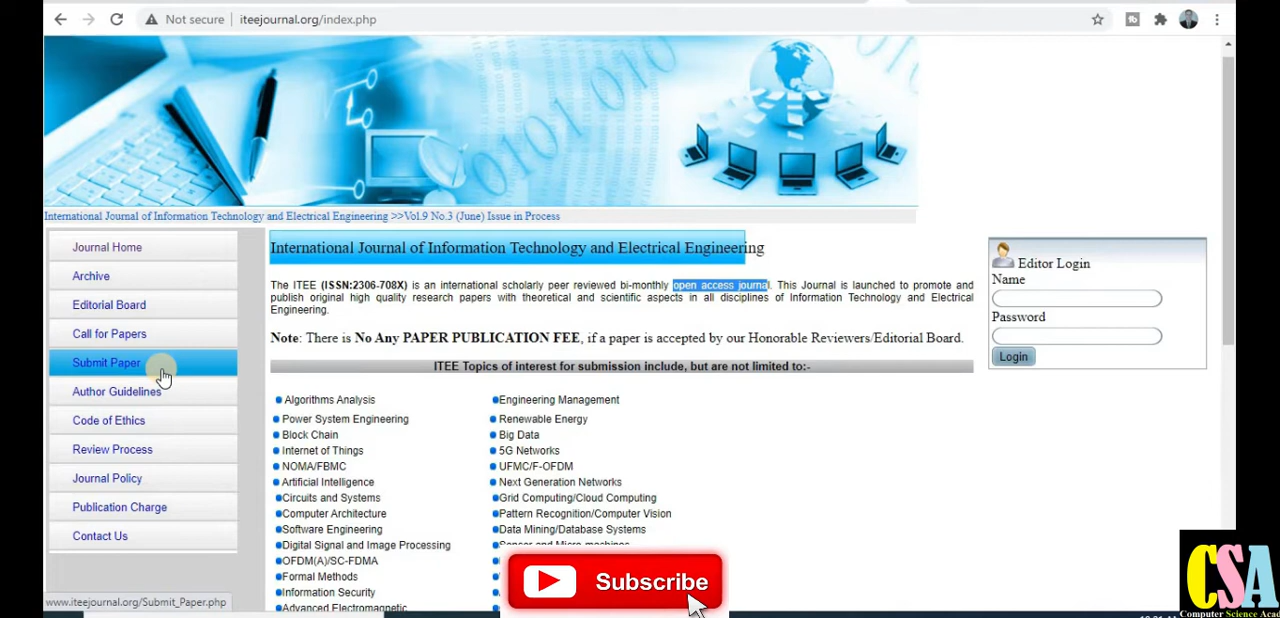 Not secure | iteejournal.org/index.php
International Journal of Information Technology and Electrical Engineering >>Vol.9 No.3 (June) Issue in Process
Journal Home
Archive
Editorial Board
Call for Papers
Submit Paper
Author Guidelines
Code of Ethics
Review Process
Journal Policy
Publication Charge
Contact Us
www.iteejournal.org/Submit_Paper.php
International Journal of Information Technology and Electrical Engineering
The ITEE (ISSN:2306-708X) is an international scholarly peer reviewed bi-monthly open access journal. This Journal is launched to promote and
publish original high quality research papers with theoretical and scientific aspects in all disciplines of Information Technology and Electrical
Engineering.
Note: There is No Any PAPER PUBLICATION FEE, if a paper is accepted by our Honorable Reviewers/Editorial Board.
ITEE Topics of interest for submission include, but are not limited to:-
Algorithms Analysis
Power System Engineering
Block Chain
Internet of Things
NOMA/FBMC
Artificial Intelligence
Circuits and Systems
Computer Architecture
Software Engineering
Digital Signal and Image Processing
OFDM(A)/SC-FDMA
Formal Methods
Information Security
Advanced Electromagnetic
Engineering Management
Renewable Energy
Big Data
5G Networks
UFMC/F-OFDM
Next Generation Networks
Grid Computing/Cloud Computing
Pattern Recognition/Computer Vision
Data Mining/Database Systems
Sensor and Micro-machines
Subscribe
Editor Login
Name
Password
Login
CSA
Computer Science Acad